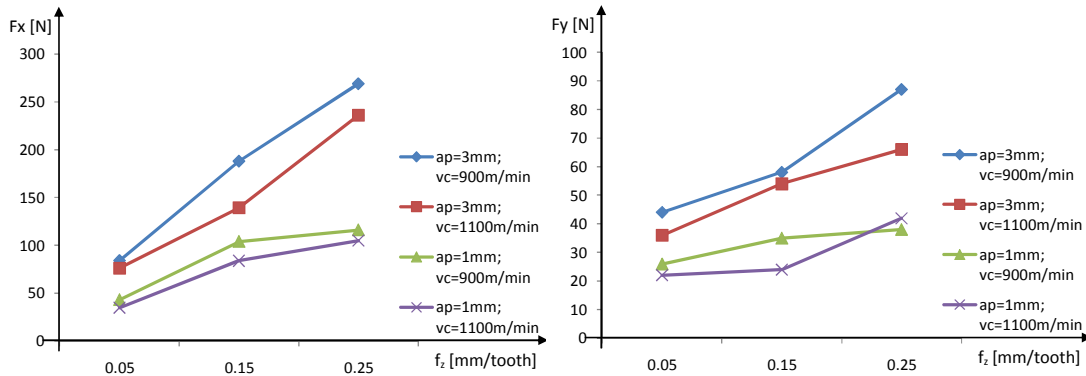 Fx [N]
300
250
200
150
100
50
0
0.05
0.15
0.25
f_z [mm/tooth]
ap=3mm;
vc=900m/min
ap=3mm;
vc=1100m/min
ap=1mm;
vc=900m/min
ap=1mm;
vc=1100m/min
Fy [N]
100
90
80
70
60
50
40
30
20
10
0
0.05
0.15
0.25
f_z [mm/tooth]
ap=3mm;
vc=900m/min
ap=3mm;
vc=1100m/min
ap=1mm;
vc=900m/min
ap=1mm;
vc=1100m/min